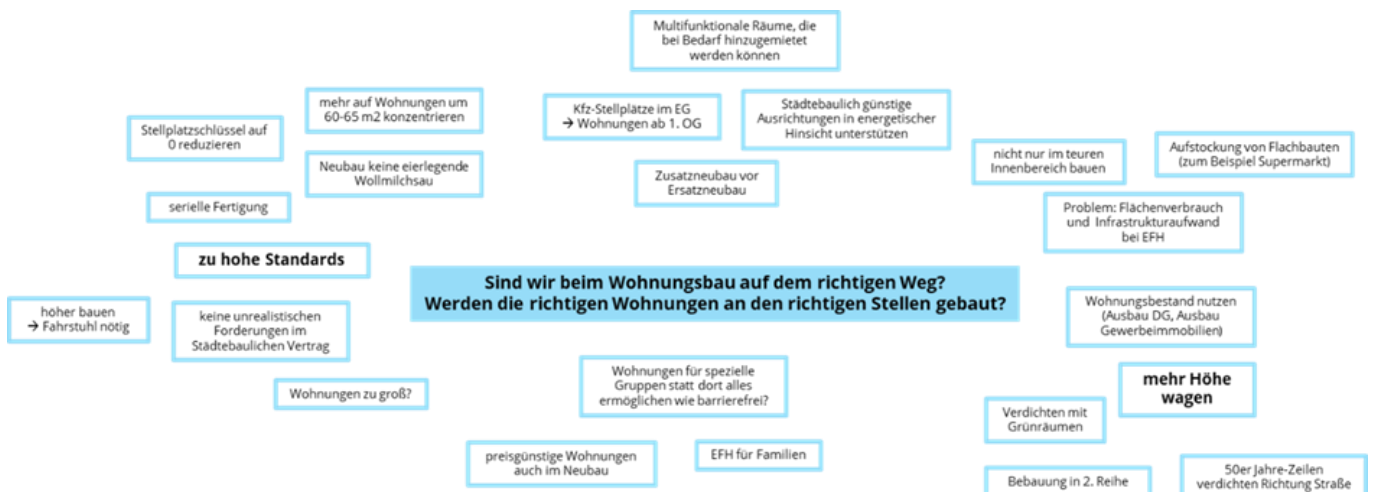 Multifunktionale Räume, die
bei Bedarf hinzugemietet
werden können
mehr auf Wohnungen um
60-65 m2 konzentrieren
Kfz-Stellplätze im EG
→ Wohnungen ab 1. OG
Städtebaulich günstige
Ausrichtungen in energetischer
Hinsicht unterstützen
Stellplatzschlüssel auf
0 reduzieren
Neubau keine eierlegende
Wollmilchsau
Zusatzneubau vor
Ersatzneubau
nicht nur im teuren
Innenbereich bauen
Aufstockung von Flachbauten
(zum Beispiel Supermarkt)
serielle Fertigung
Problem: Flächenverbrauch
und Infrastrukturaufwand
bei EFH
zu hohe Standards
Sind wir beim Wohnungsbau auf dem richtigen Weg?
Werden die richtigen Wohnungen an den richtigen Stellen gebaut?
höher bauen
→ Fahrstuhl nötig
keine unrealistischen
Forderungen im
Städtebaulichen Vertrag
Wohnungsbestand nutzen
(Ausbau DG, Ausbau
Gewerbeimmobilien)
Wohnungen zu groß?
Wohnungen für spezielle
Gruppen statt dort alles
ermöglichen wie barrierefrei?
mehr Höhe
wagen
Verdichten mit
Grünräumen
preisgünstige Wohnungen
auch im Neubau
EFH für Familien
Bebauung in 2. Reihe
50er Jahre-Zeilen
verdichten Richtung Straße